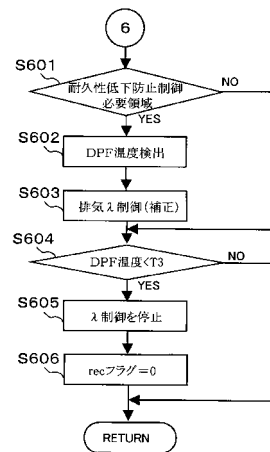 6
S601
耐久性低下防止制御
必要領域
NO
YES
S602
DPF温度検出
S603
排気λ制御(補正)
S604
DPF温度<T3
NO
YES
S605
λ制御を停止
S606
recフラグ=0
RETURN